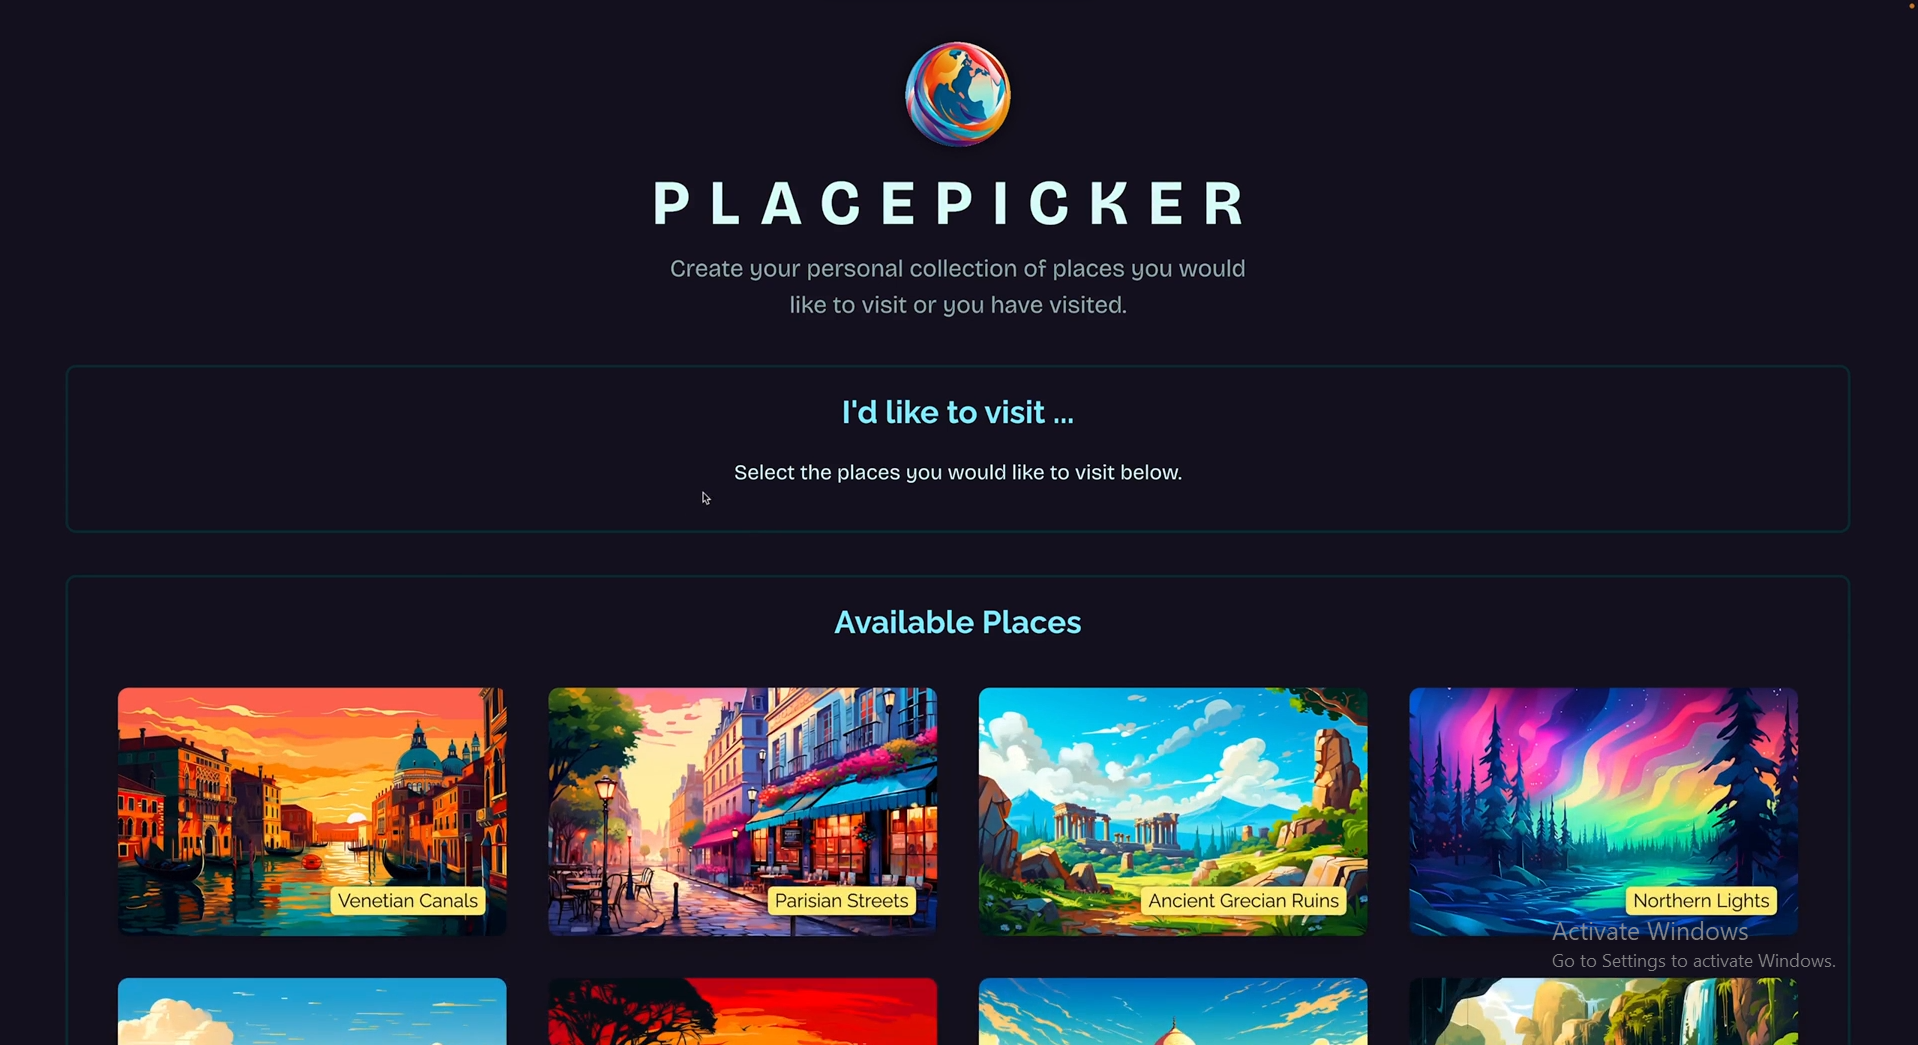 PLACEPICKER
Create your personal collection of places you would
like to visit or you have visited.
I'd like to visit ...
Select the places you would like to visit below.
Available Places
Venetian Canals
Parisian Streets
Ancient Grecian Ruins
Northern Lights
Activate Windows
Go to Settings to activate Windows.